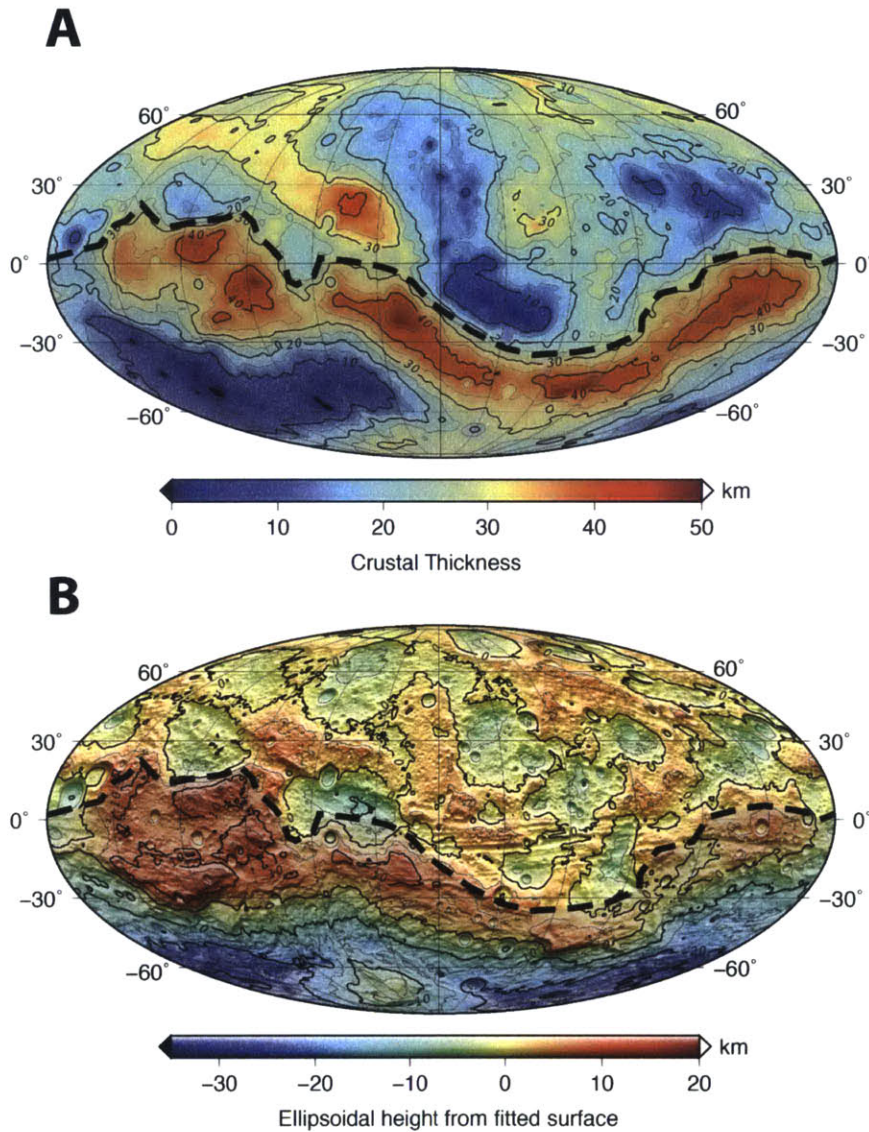 A
60° 60°
30° 30°
0° 0°
−30° −30°
−60° −60°
km
0 10 20 30 40 50
Crustal Thickness
B
60° 60°
30° 30°
0° 0°
−30° −30°
−60° −60°
km
−30 −20 −10 0 10 20
Ellipsoidal height from fitted surface